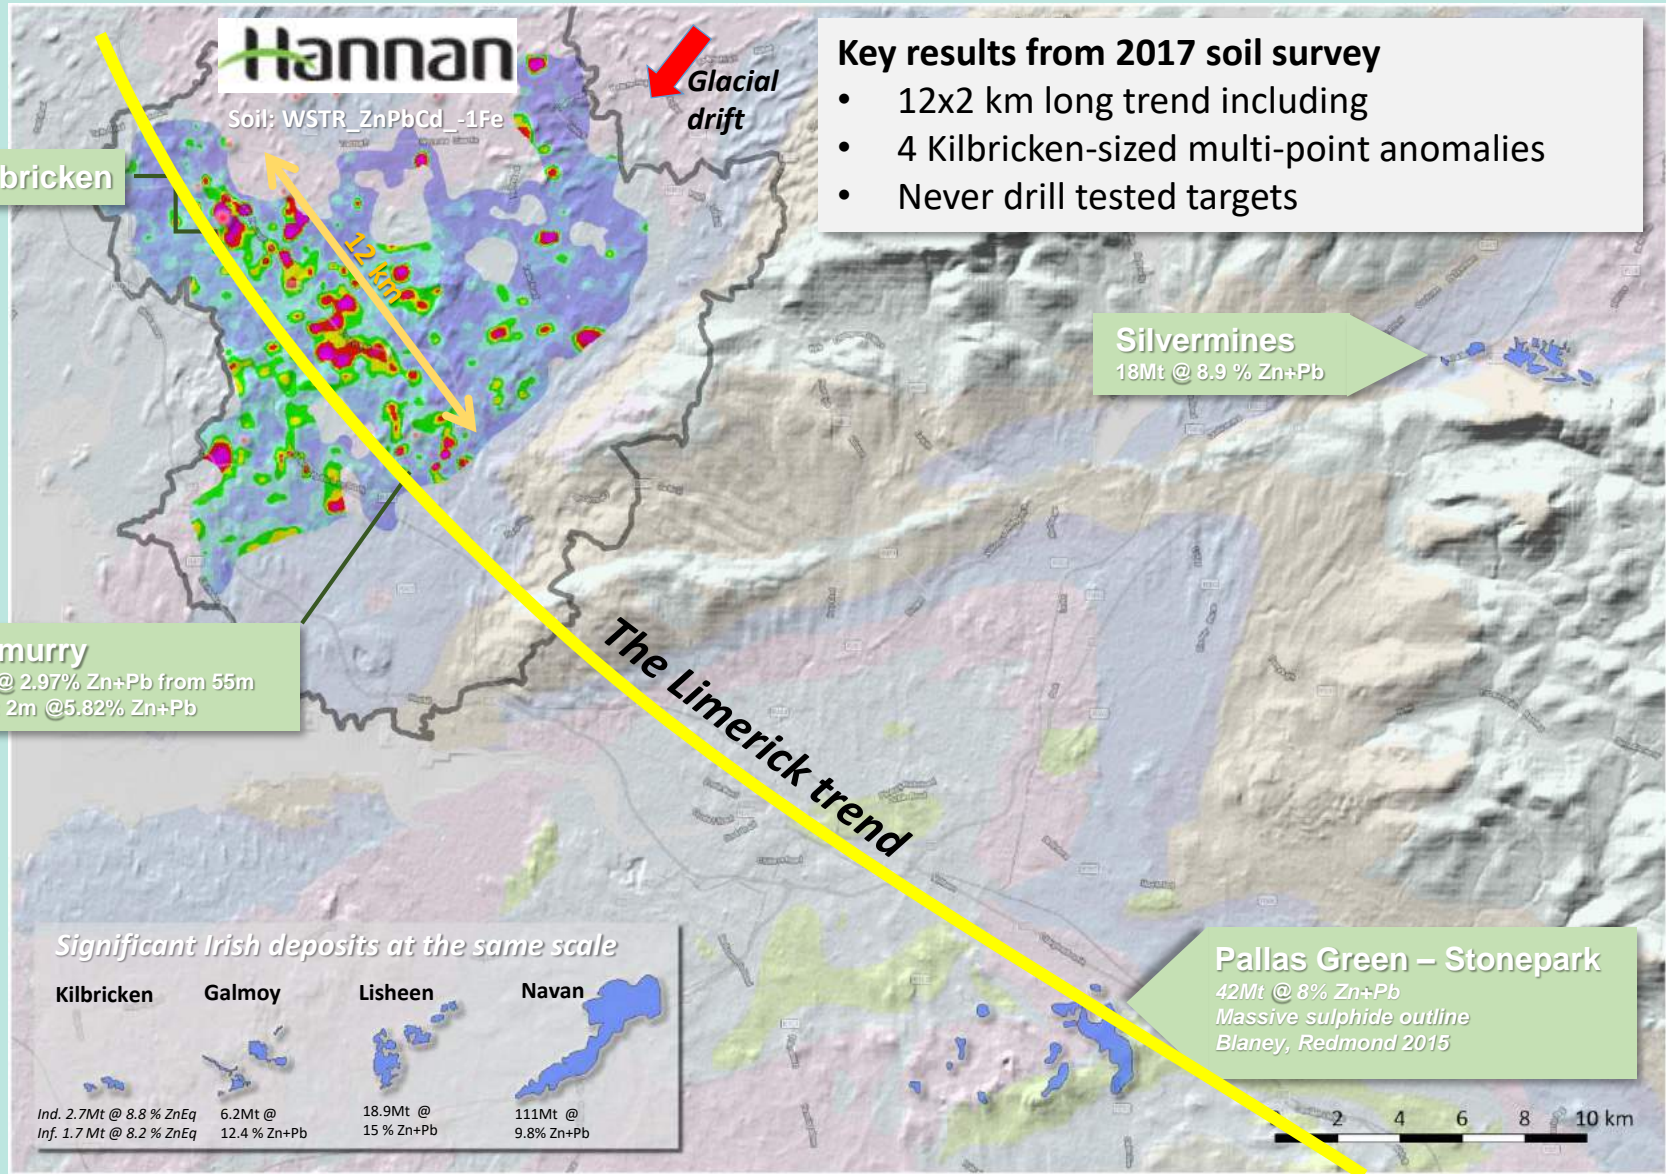 Hannan
Soil: WSTR_ZnPbCd_-1Fe
Glacial
drift
Key results from 2017 soil survey
• 12x2 km long trend including
• 4 Kilbricken-sized multi-point anomalies
• Never drill tested targets
bricken
12 km
Silvermines
18Mt @ 8.9 % Zn+Pb
murry
@ 2.97% Zn+Pb from 55m
2m @5.82% Zn+Pb
The Limerick trend
Significant Irish deposits at the same scale
Kilbricken
Galmoy
Lisheen
Navan
Ind. 2.7Mt @ 8.8 % ZnEq
Inf. 1.7 Mt @ 8.2 % ZnEq
6.2Mt @
12.4 % Zn+Pb
18.9Mt @
15 % Zn+Pb
111Mt @
9.8% Zn+Pb
Pallas Green – Stonepark
42Mt @ 8% Zn+Pb
Massive sulphide outline
Blaney, Redmond 2015
2 4 6 8 10 km